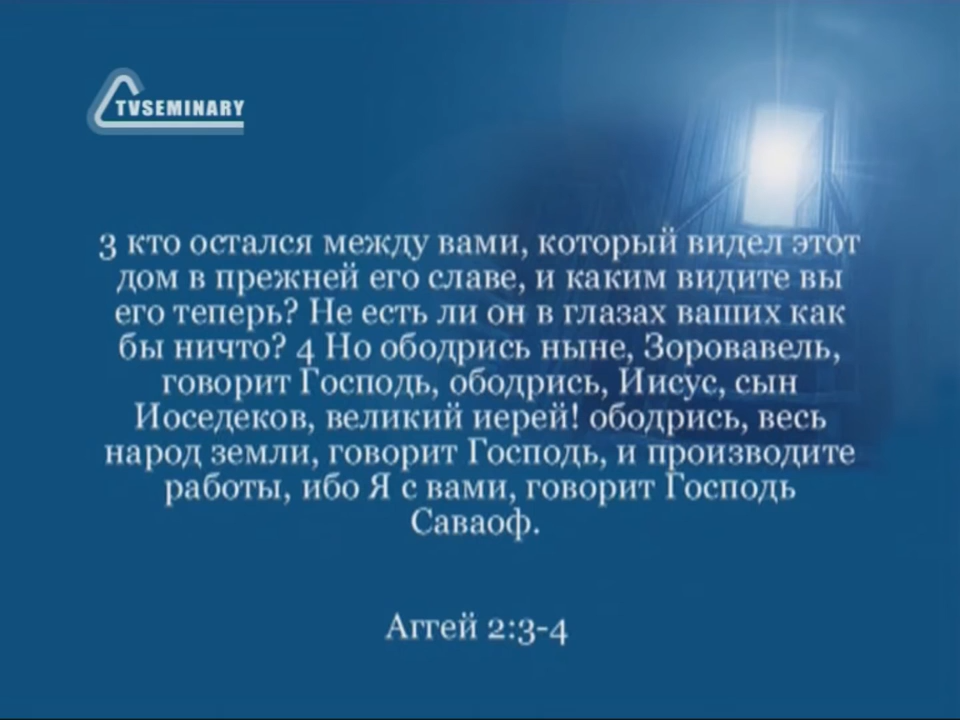 TVSEMINARY
3 кто остался между вами, который видел этот
дом в прежней его славе, и каким видите вы
его теперь? Не есть ли он в глазах ваших как
бы ничто? 4 Но ободрись ныне, Зоровавель,
говорит Господь, ободрись, Иисус, сын
Иоседеков, великий иерей! ободрись, весь
народ земли, говорит Господь, и производите
работы, ибо Я с вами, говорит Господь
Саваоф.
Аггей 2:3-4